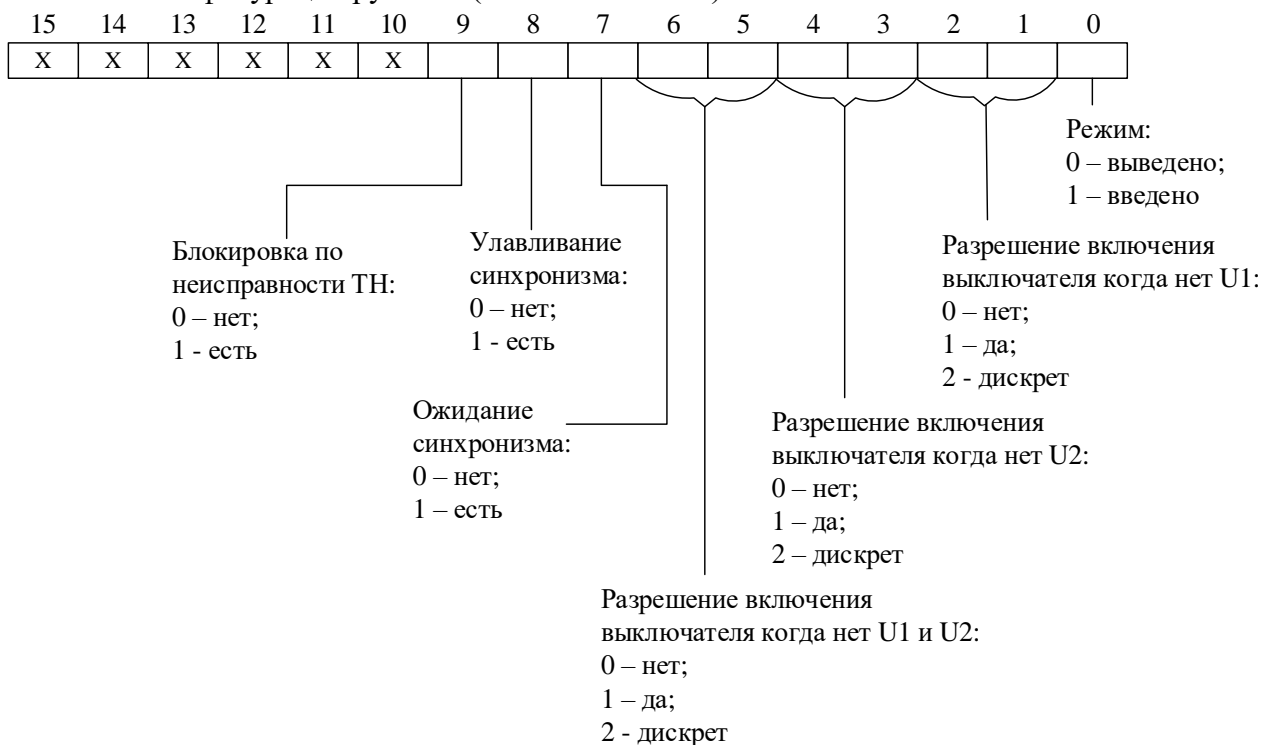 15 14 13 12 11 10 9 8 7 6 5 4 3 2 1 0
X X X X X X
Режим:
0 – выведено;
1 – введено
Разрешение включения
выключателя когда нет U1:
0 – нет;
1 – да;
2 - дискрет
Улавливание
синхронизма:
0 – нет;
1 - есть
Блокировка по
неисправности ТН:
0 – нет;
1 - есть
Ожидание
синхронизма:
0 – нет;
1 – есть
Разрешение включения
выключателя когда нет U2:
0 – нет;
1 – да;
2 – дискрет
Разрешение включения
выключателя когда нет U1 и U2:
0 – нет;
1 – да;
2 - дискрет